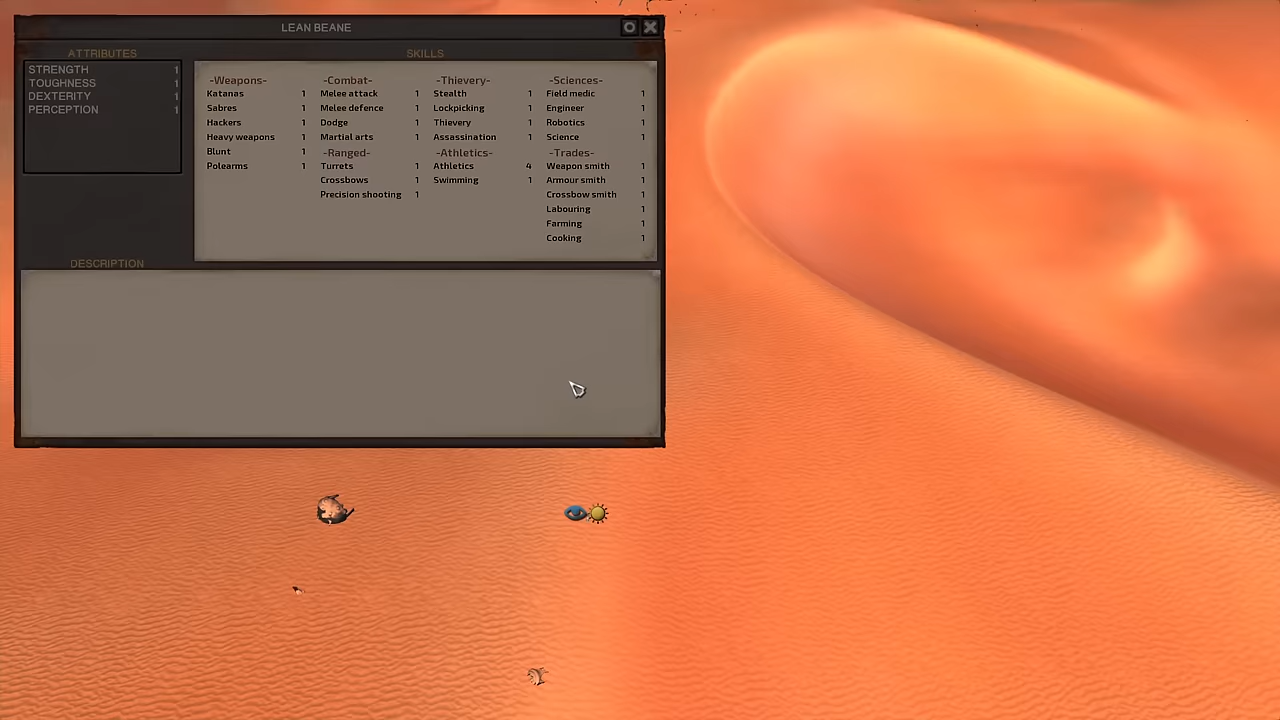 LEAN BEANE
ATTRIBUTES
STRENGTH 1
TOUGHNESS 1
DEXTERITY 1
PERCEPTION 1
SKILLS
-Weapons-
Katanas 1
Sabres 1
Hackers 1
Heavy weapons 1
Blunt 1
Polearms 1
-Combat-
Melee attack 1
Melee defence 1
Dodge 1
Martial arts 1
-Ranged-
Turrets 1
Crossbows 1
Precision shooting 1
-Thievery-
Stealth 1
Lockpicking 1
Thievery 1
Assassination 1
-Athletics-
Athletics 4
Swimming 1
-Sciences-
Field medic 1
Engineer 1
Robotics 1
Science 1
-Trades-
Weapon smith 1
Armour smith 1
Crossbow smith 1
Labouring 1
Farming 1
Cooking 1
DESCRIPTION